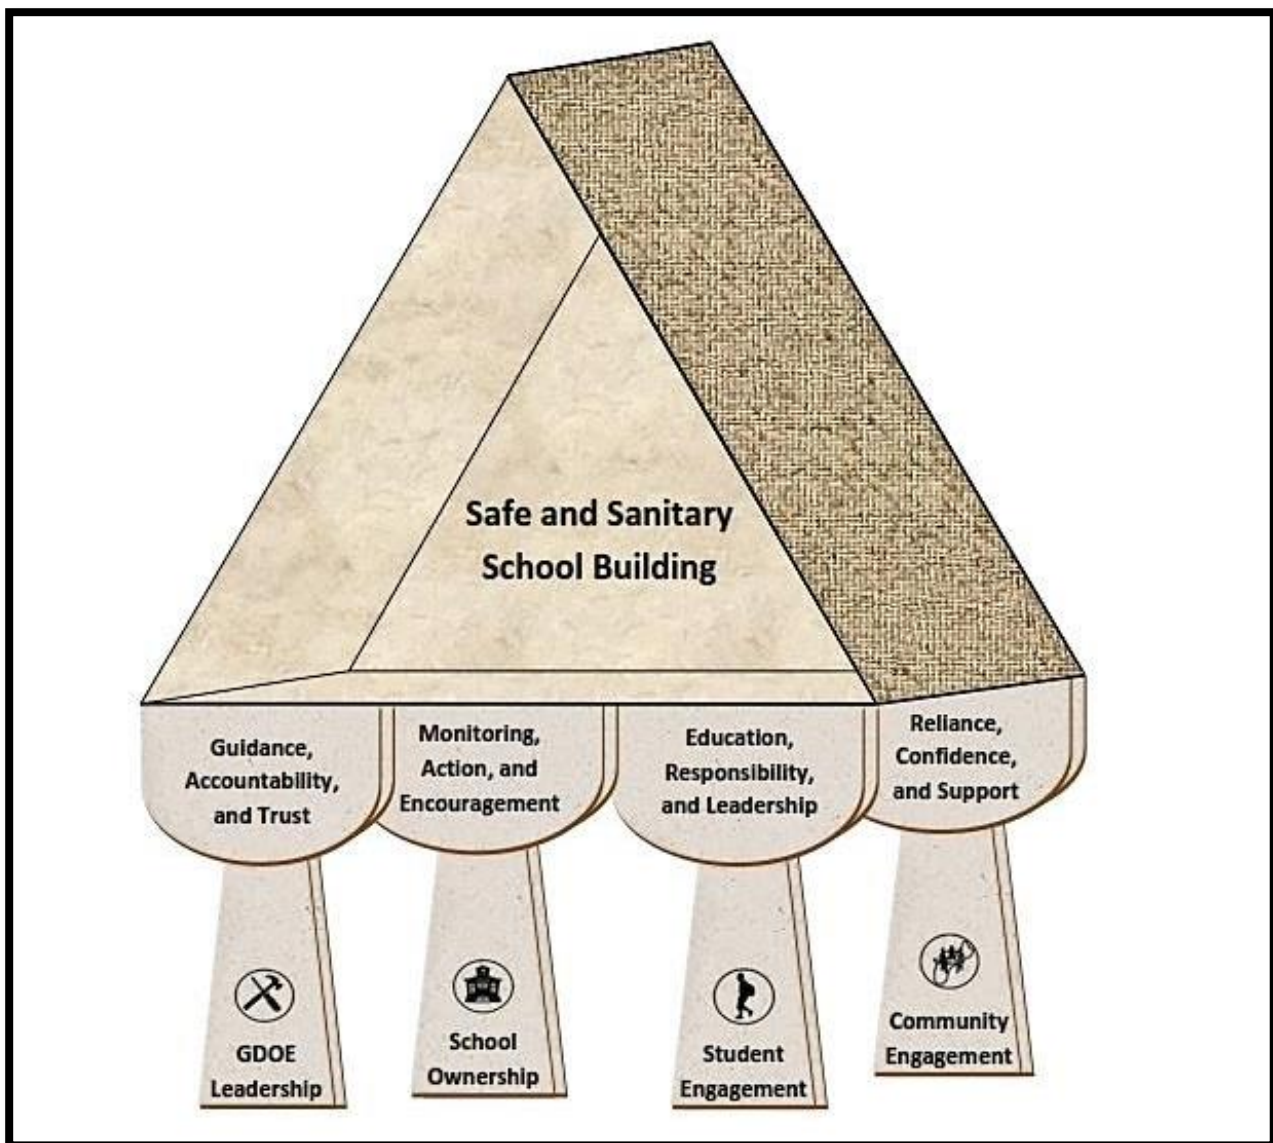 Safe and Sanitary
School Building
Guidance,
Accountability,
and Trust
Monitoring,
Action, and
Encouragement
Education,
Responsibility,
and Leadership
Reliance,
Confidence,
and Support
GDOE
Leadership
School
Ownership
Student
Engagement
Community
Engagement